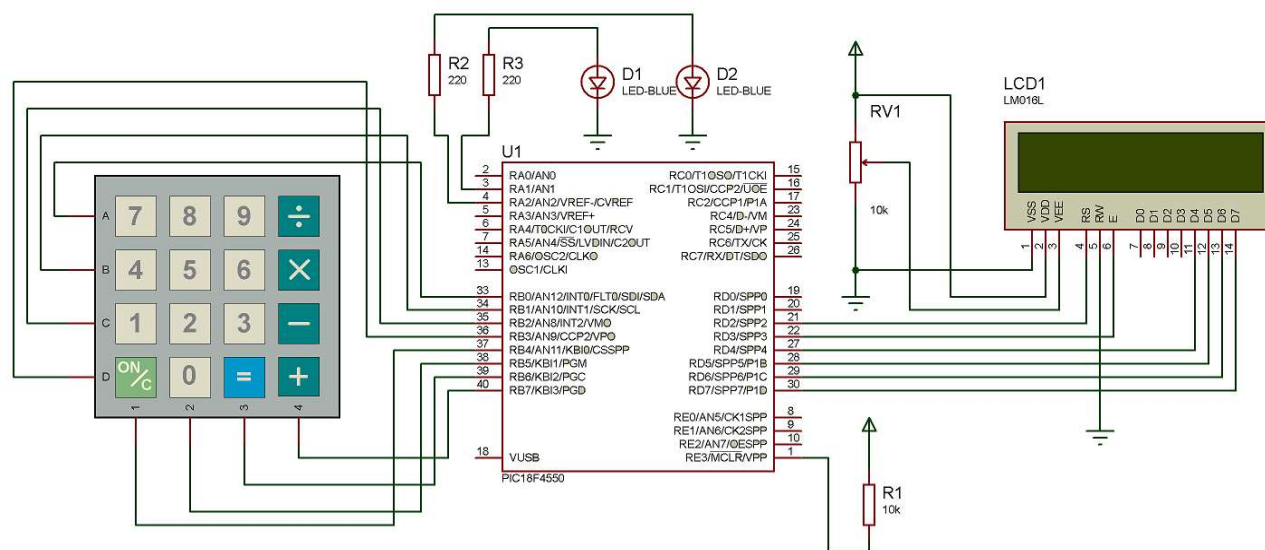 R2
220
R3
220
D1
LED-BLUE
D2
LED-BLUE
LCD1
LM016L
RV1
10k
VSS
VDD
VEE
RS
RW
E
D0
D1
D2
D3
D4
D5
D6
D7
1
2
3
4
5
6
7
8
9
10
11
12
13
14
A
B
C
D
7 8 9 ÷
4 5 6 ×
1 2 3 −
ON/C 0 = +
1
2
3
4
U1
2 RA0/AN0
3 RA1/AN1
4 RA2/AN2/VREF-/CVREF
5 RA3/AN3/VREF+
6 RA4/T0CKI/C1OUT/RCV
7 RA5/AN4/SS/LVDIN/C2OUT
14 RA6/OSC2/CLKO
13 OSC1/CLKI
33 RB0/AN12/INT0/FLT0/SDI/SDA
34 RB1/AN10/INT1/SCK/SCL
35 RB2/AN8/INT2/VMO
36 RB3/AN9/CCP2/VPO
37 RB4/AN11/KBI0/CSSPP
38 RB5/KBI1/PGM
39 RB6/KBI2/PGC
40 RB7/KBI3/PGD
18 VUSB
RC0/T1OSO/T1CKI 15
RC1/T1OSI/CCP2/UOE 16
RC2/CCP1/P1A 17
RC4/D-/VM 23
RC5/D+/VP 24
RC6/TX/CK 25
RC7/RX/DT/SDO 26
RD0/SPP0 19
RD1/SPP1 20
RD2/SPP2 21
RD3/SPP3 22
RD4/SPP4 27
RD5/SPP5/P1B 28
RD6/SPP6/P1C 29
RD7/SPP7/P1D 30
RE0/AN5/CK1SPP 8
RE1/AN6/CK2SPP 9
RE2/AN7/OESPP 10
RE3/MCLR/VPP 1
PIC18F4550
R1
10k